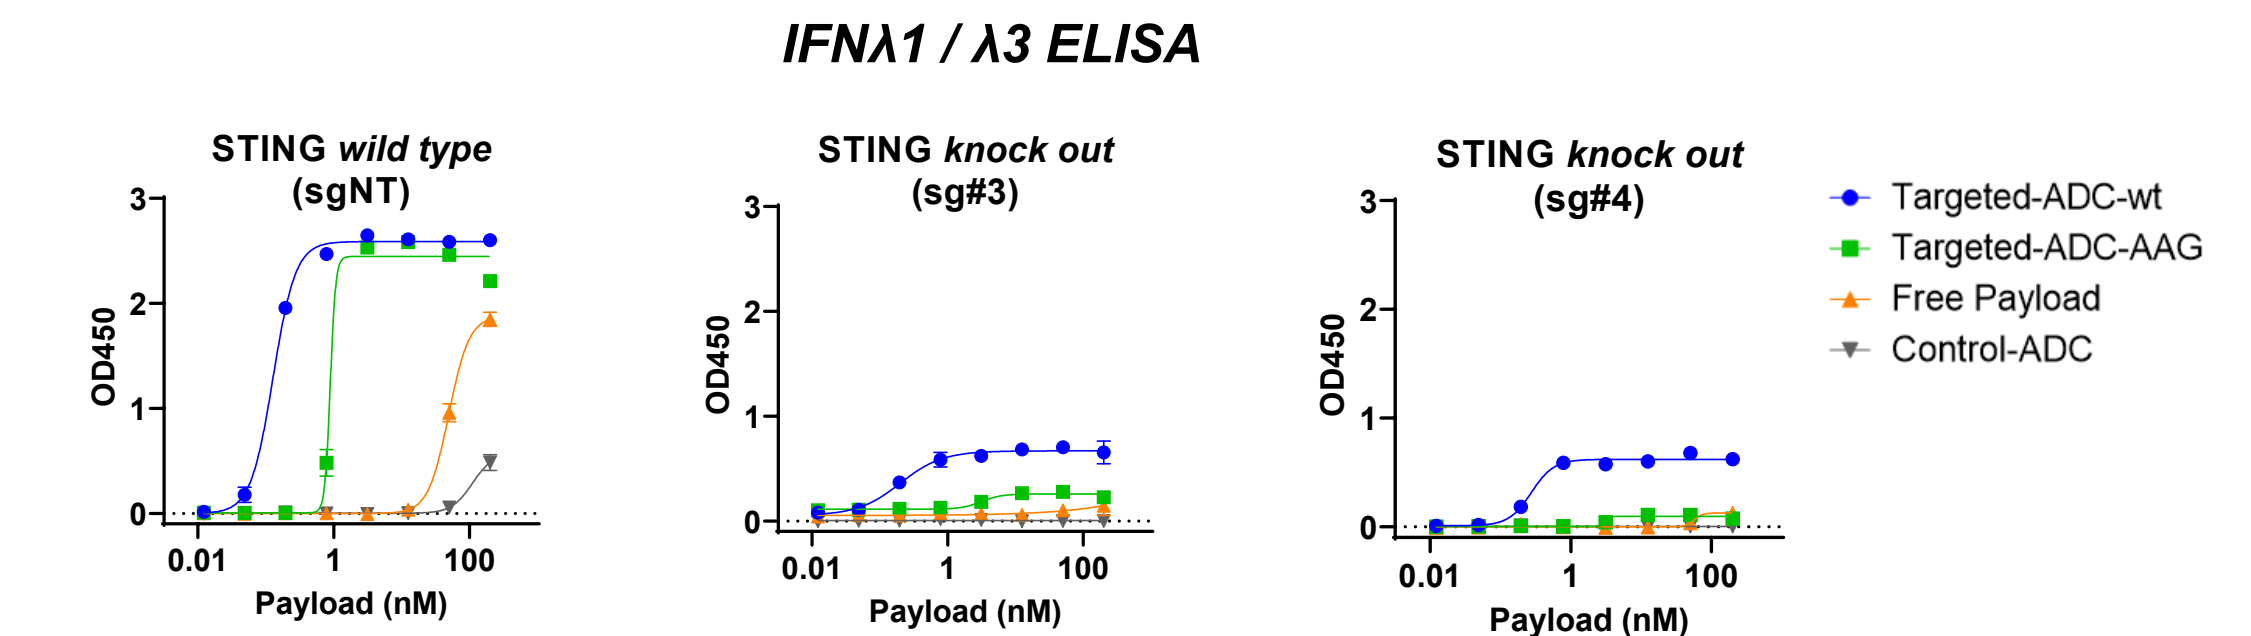 IFNλ1 / λ3 ELISA
STING wild type
(sgNT)
3
2
1
0
OD450
0.01 1 100
Payload (nM)
STING knock out
(sg#3)
3
2
1
0
OD450
0.01 1 100
Payload (nM)
STING knock out
(sg#4)
3
2
1
0
OD450
0.01 1 100
Payload (nM)
Targeted-ADC-wt
Targeted-ADC-AAG
Free Payload
Control-ADC